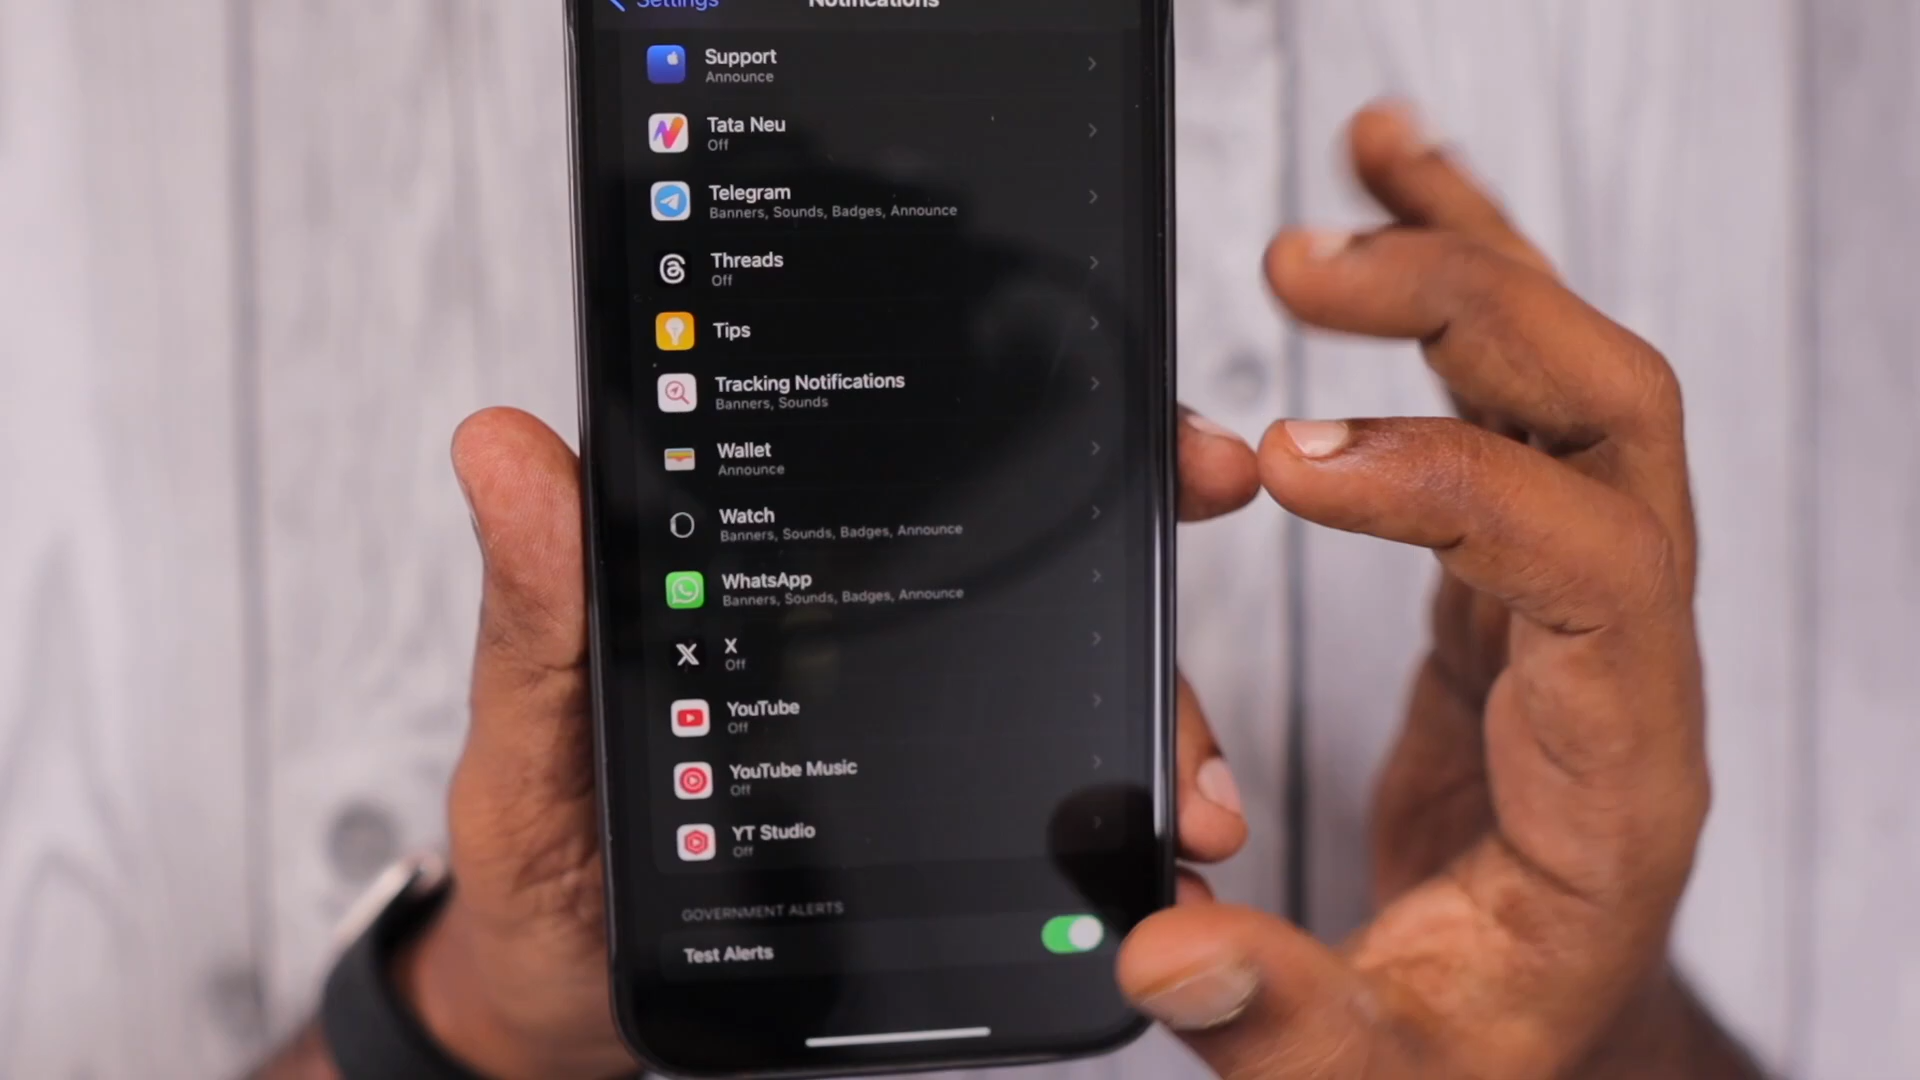 Settings
Notifications
Support
Announce
Tata Neu
Off
Telegram
Banners, Sounds, Badges, Announce
Threads
Off
Tips
Tracking Notifications
Banners, Sounds
Wallet
Announce
Watch
Banners, Sounds, Badges, Announce
WhatsApp
Banners, Sounds, Badges, Announce
X
Off
YouTube
Off
YouTube Music
Off
YT Studio
Off
GOVERNMENT ALERTS
Test Alerts